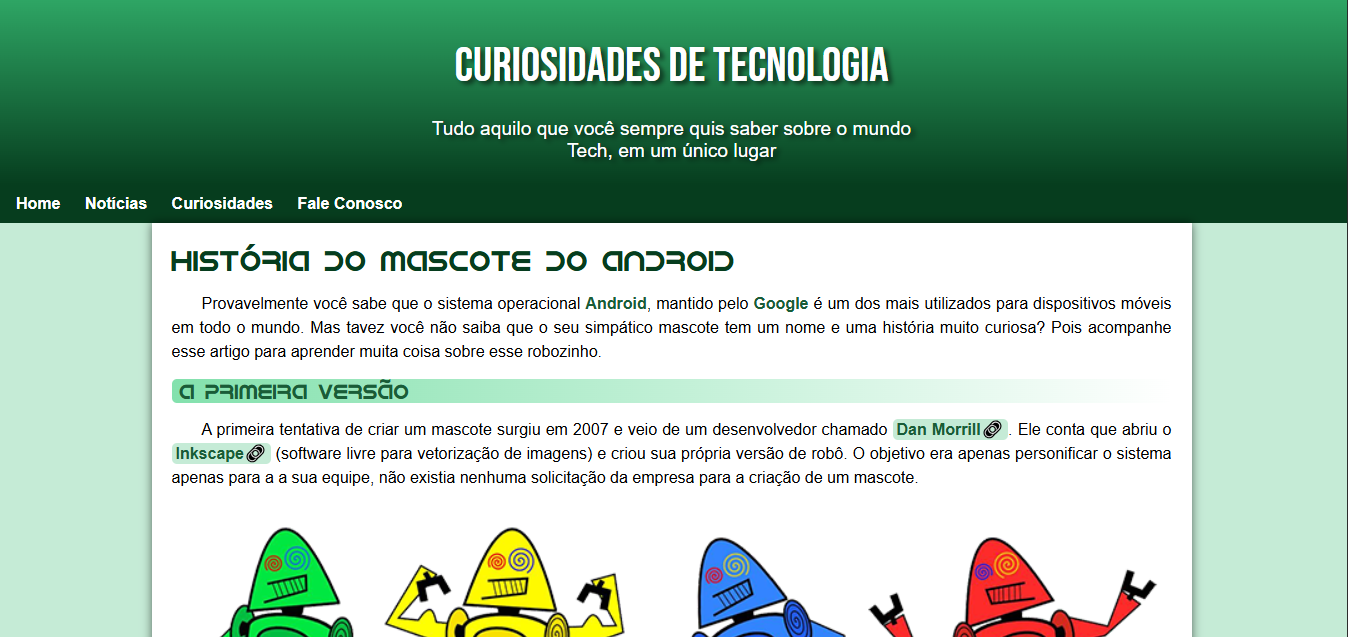 CURIOSIDADES DE TECNOLOGIA
Tudo aquilo que você sempre quis saber sobre o mundo
Tech, em um único lugar
Home Notícias Curiosidades Fale Conosco
História do Mascote do Android
Provavelmente você sabe que o sistema operacional Android, mantido pelo Google é um dos mais utilizados para dispositivos móveis
em todo o mundo. Mas tavez você não saiba que o seu simpático mascote tem um nome e uma história muito curiosa? Pois acompanhe
esse artigo para aprender muita coisa sobre esse robozinho.
A primeira versão
A primeira tentativa de criar um mascote surgiu em 2007 e veio de um desenvolvedor chamado Dan Morrill. Ele conta que abriu o
Inkscape (software livre para vetorização de imagens) e criou sua própria versão de robô. O objetivo era apenas personificar o sistema
apenas para a a sua equipe, não existia nenhuma solicitação da empresa para a criação de um mascote.